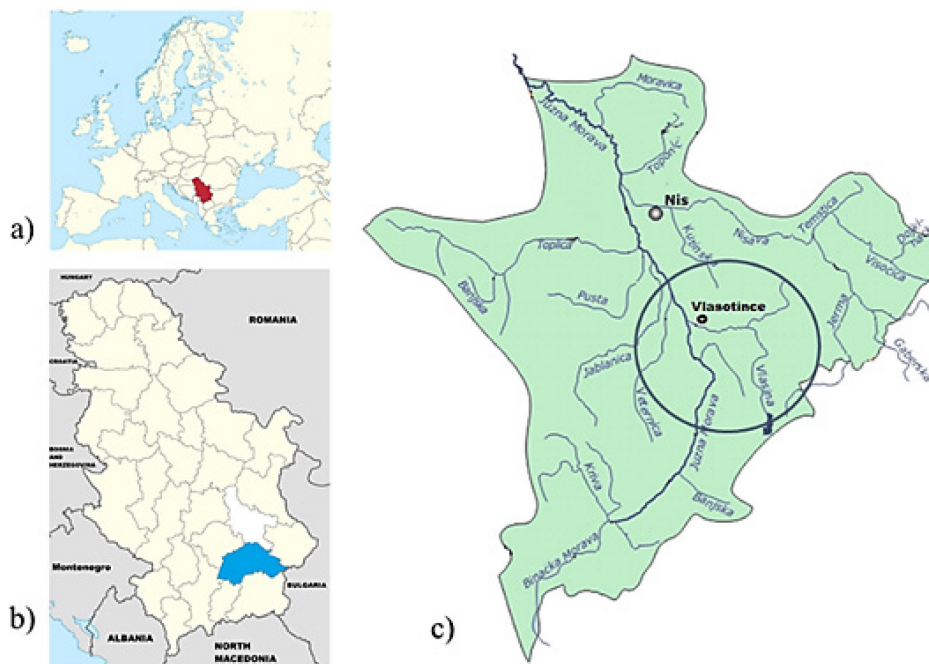 a)
b)
HUNGARY
ROMANIA
CROATIA
BOSNIA
AND
HERZEGOVINA
Montenegro
BULGARIA
ALBANIA
NORTH
MACEDONIA
c)
Moravica
Juzna Morava
Nis
Nisava
Temstica
Visocica
Toplica
Banjska
Pusta
Vlasotince
Jerma
Gaberska
Jablanica
Veternica
Vlasina
Juzna Morava
Kriva
Banjska
Binacka Morava